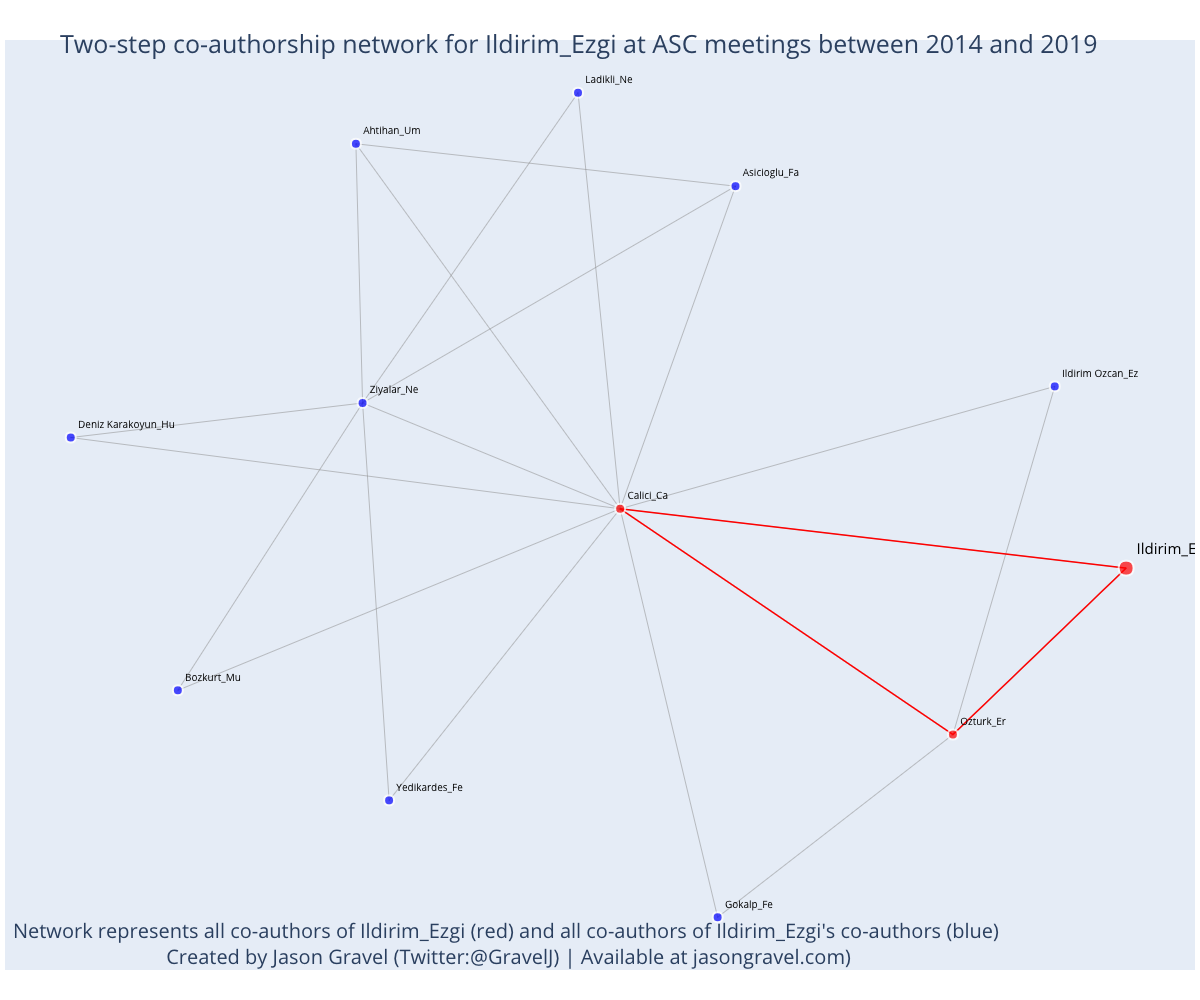 Two-step co-authorship network for Ildirim_Ezgi at ASC meetings between 2014 and 2019
Ladikli_Ne
Ahtihan_Um
Asicioglu_Fa
Ildirim Ozcan_Ez
Ziyalar_Ne
Deniz Karakoyun_Hu
Calici_Ca
Ildirim_E
Bozkurt_Mu
Ozturk_Er
Yedikardes_Fe
Gokalp_Fe
Network represents all co-authors of Ildirim_Ezgi (red) and all co-authors of Ildirim_Ezgi's co-authors (blue)
Created by Jason Gravel (Twitter:@GravelJ) | Available at jasongravel.com)